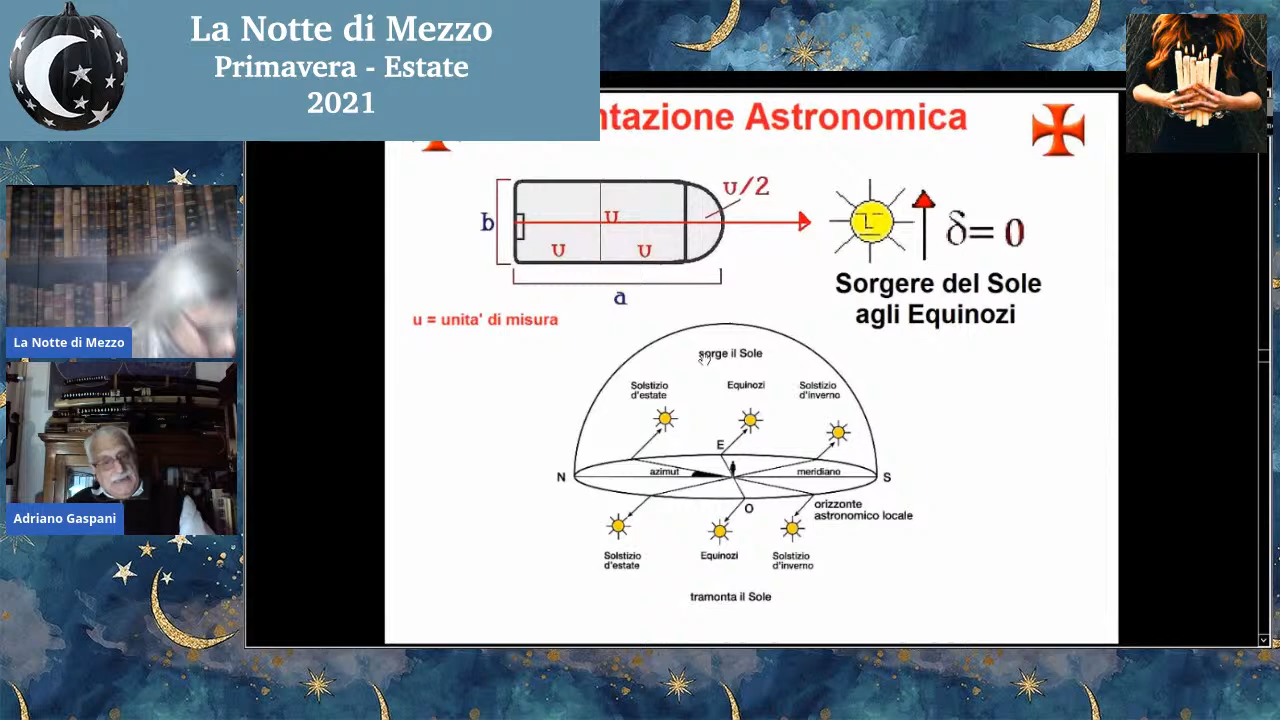 La Notte di Mezzo
Primavera - Estate
2021
ntazione Astronomica
b
u/2
u
u
u
a
δ= 0
Sorgere del Sole
agli Equinozi
u = unita' di misura
sorge il Sole
Solstizio
d'estate
Equinozi
Solstizio
d'inverno
E
N
azimut
meridiano
S
O
orizzonte
astronomico locale
Solstizio
d'estate
Equinozi
Solstizio
d'inverno
tramonta il Sole
La Notte di Mezzo
Adriano Gaspani